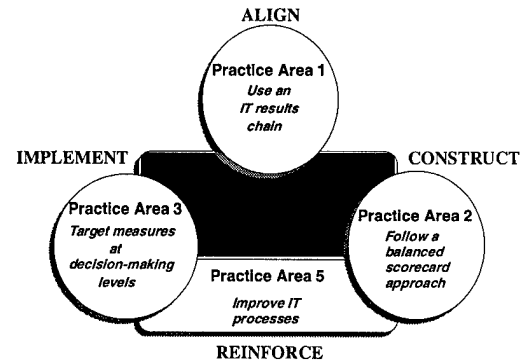 ALIGN
Practice Area 1
Use an
IT results
chain
IMPLEMENT
CONSTRUCT
Practice Area 3
Target measures
at
decision-making
levels
Practice Area 2
Follow a
balanced
scorecard
approach
Practice Area 5
Improve IT
processes
REINFORCE